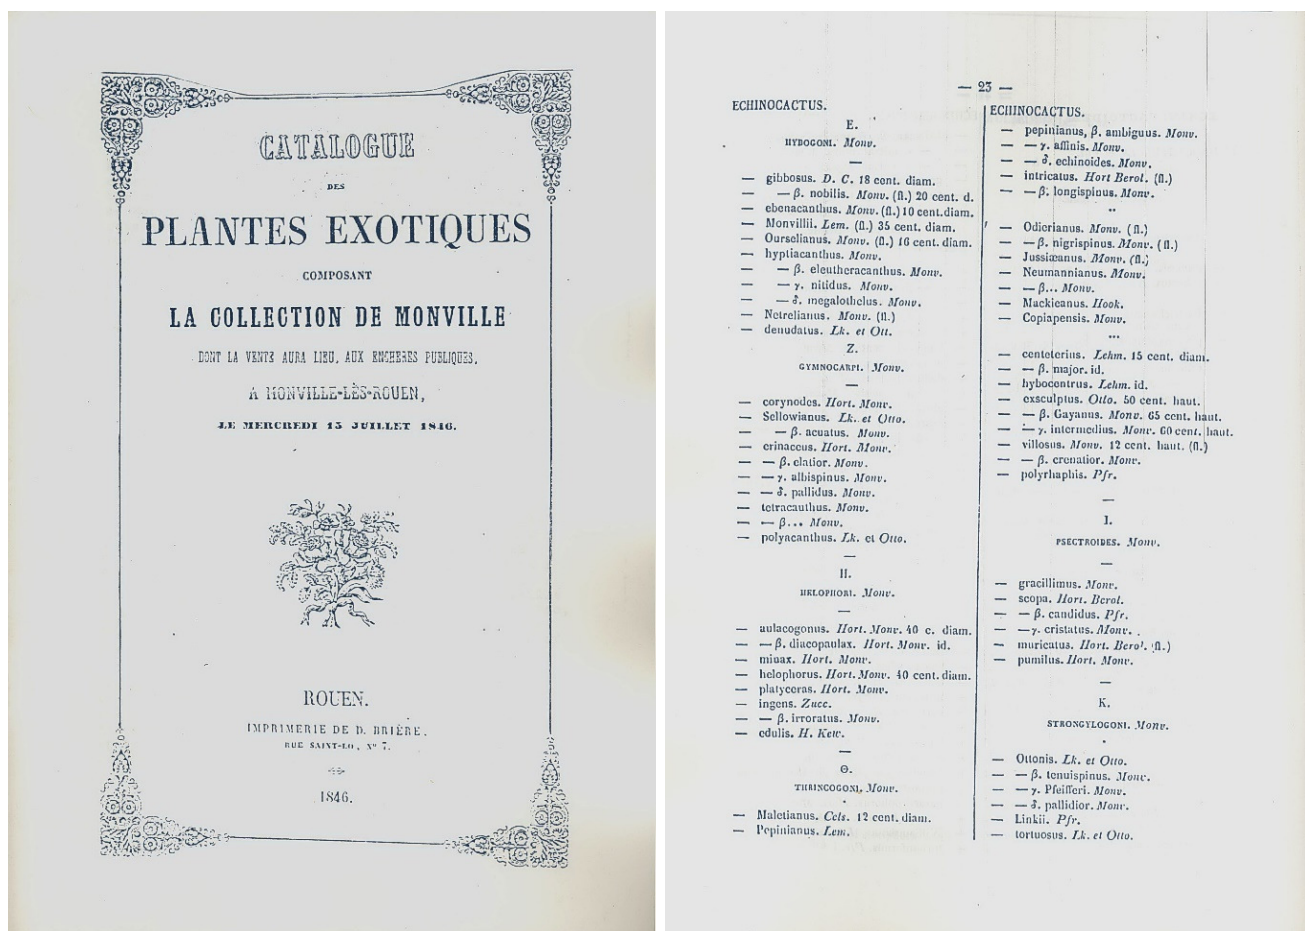 CATALOGUE
DES
PLANTES EXOTIQUES
COMPOSANT
LA COLLECTION DE MONVILLE
DONT LA VENTE AURA LIEU, AUX ENCHÈRES PUBLIQUES,
A MONVILLE-LÈS-ROUEN,
LE MERCREDI 15 JUILLET 1846.
ROUEN.
IMPRIMERIE DE D. BRIÈRE.
RUE SAINT-LO, N° 7.
1846.
— 23 —
ECHINOCACTUS.
E.
HYBOGONI. Monv.
—
— gibbosus. D. C. 18 cent. diam.
— — β. nobilis. Monv. (fl.) 20 cent. d.
— ebenacanthus. Monv. (fl.) 10 cent. diam.
— Monvillii. Lem. (fl.) 35 cent. diam.
— Ourselianus. Monv. (fl.) 16 cent. diam.
— hyptiacanthus. Monv.
— — β. eleutheracanthus. Monv.
— — γ. nitidus. Monv.
— — δ. megalothelus. Monv.
— Netrelianus. Monv. (fl.)
— denudatus. Lk. et Ott.
Z.
GYMNOCARPI. Monv.
—
— corynodes. Hort. Monv.
— Sellowianus. Lk. et Otto.
— — β. acuatus. Monv.
— erinaceus. Hort. Monv.
— — β. elatior. Monv.
— — γ. albispinus. Monv.
— — δ. pallidus. Monv.
— tetracanthus. Monv.
— — β... Monv.
— polyacanthus. Lk. et Otto.
—
H.
HELOPHORI. Monv.
—
— aulacogonus. Hort. Monv. 40 c. diam.
— — β. diacopaulax. Hort. Monv. id.
— minax. Hort. Monv.
— helophorus. Hort. Monv. 40 cent. diam.
— platyceras. Hort. Monv.
— ingens. Zucc.
— — β. irroratus. Monv.
— edulis. H. Kew.
—
Θ.
THRINCOGONI. Monv.
— Maletianus. Cels. 12 cent. diam.
— Pepinianus. Lem.
ECHINOCACTUS.
— pepinianus, β. ambiguus. Monv.
— — γ. affinis. Monv.
— — δ. echinoides. Monv.
— intricatus. Hort Berol. (fl.)
— — β. longispinus. Monv.
..
— Odierianus. Monv. (fl.)
— — β. nigrispinus. Monv. (fl.)
— Jussiæanus. Monv. (fl.)
— Neumannianus. Monv.
— — β... Monv.
— Mackieanus. Hook.
— Copiapensis. Monv.
...
— centeterius. Lehm. 15 cent. diam.
— — β. major. id.
— hybocentrus. Lehm. id.
— exsculptus. Otto. 50 cent. haut.
— — β. Gayanus. Monv. 65 cent. haut.
— — γ. intermedius. Monv. 60 cent. haut.
— villosus. Monv. 12 cent. haut. (fl.)
— — β. crenatior. Monv.
— polyrhaphis. Pfr.
—
I.
PSECTROIDES. Monv.
—
— gracillimus. Monv.
— scopa. Hort. Berol.
— — β. candidus. Pfr.
— — γ. cristatus. Monv.
— muricatus. Hort. Berol. (fl.)
— pumilus. Hort. Monv.
—
K.
STRONGYLOGONI. Monv.
— Ottonis. Lk. et Otto.
— — β. tenuispinus. Monv.
— — γ. Pfeifferi. Monv.
— — δ. pallidior. Monv.
— Linkii. Pfr.
— tortuosus. Lk. et Otto.